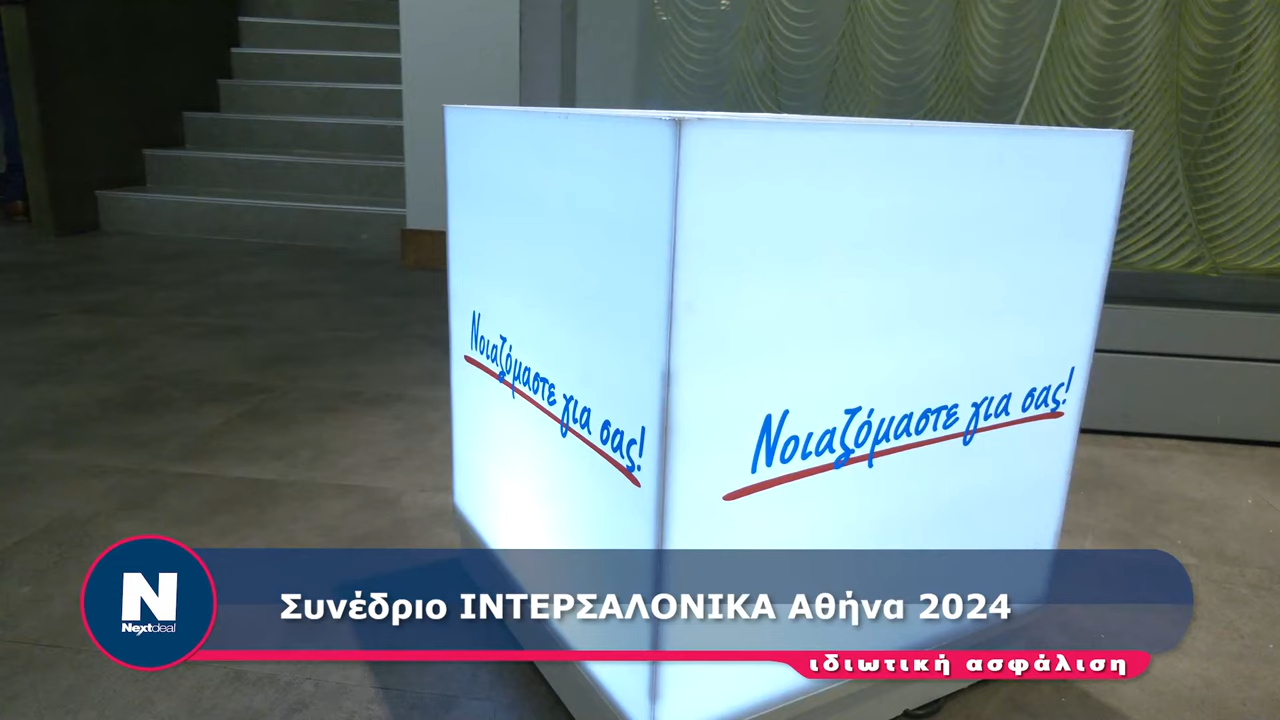 Νοιαζόμαστε για σας!
Νοιαζόμαστε για σας!
N
Nextdeal
Συνέδριο ΙΝΤΕΡΣΑΛΟΝΙΚΑ Αθήνα 2024
ιδιωτική ασφάλιση